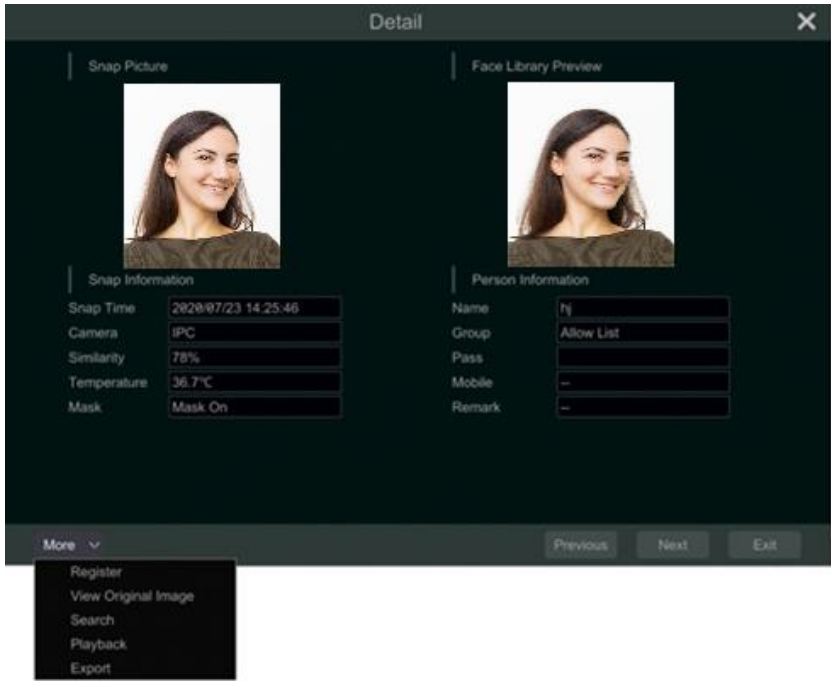 Detail
Snap Picture
Face Library Preview
Snap Information
Person Information
Snap Time 2020/07/23 14:25:46
Name hj
Camera IPC
Group Allow List
Similarity 78%
Pass
Temperature 36.7°C
Mobile --
Mask Mask On
Remark --
More
Previous Next Exit
Register
View Original Image
Search
Playback
Export